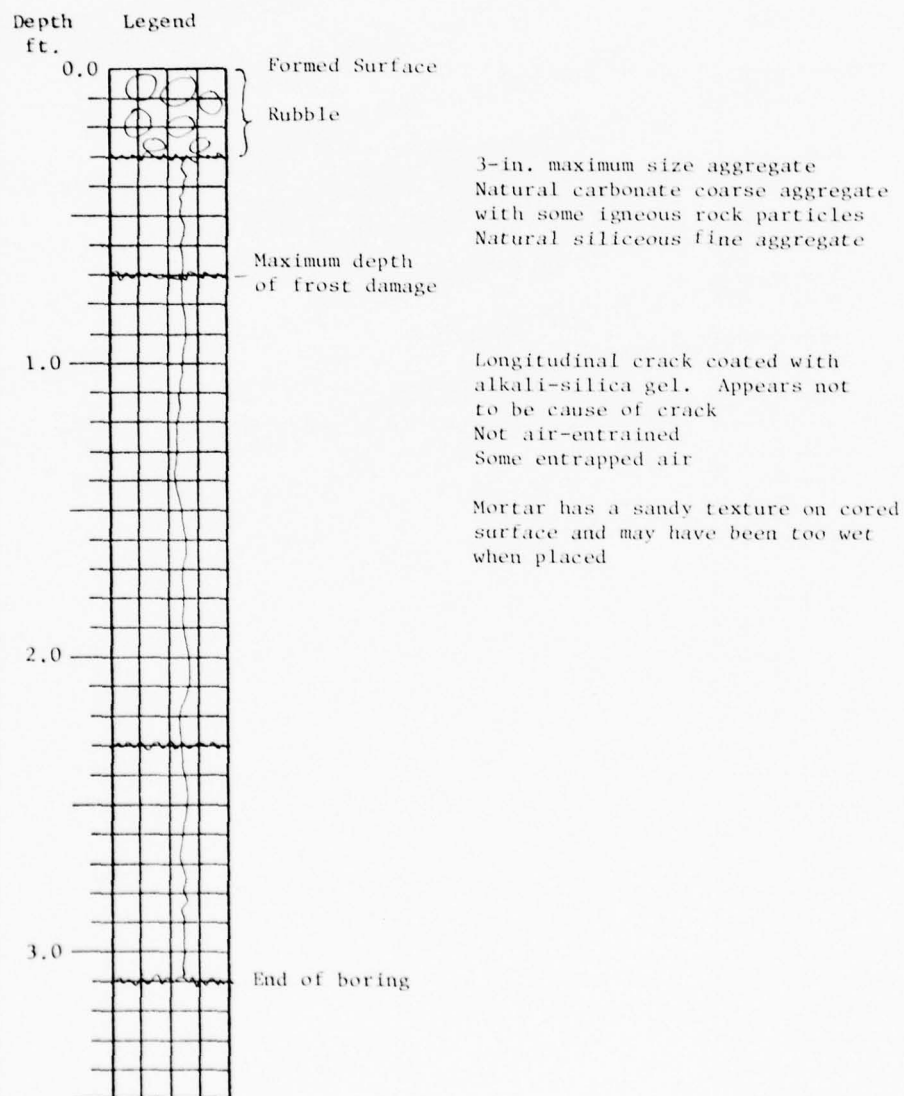 Depth Legend
ft.
0.0
Formed Surface
Rubble
3-in. maximum size aggregate
Natural carbonate coarse aggregate
with some igneous rock particles
Natural siliceous fine aggregate
Maximum depth
of frost damage
1.0
Longitudinal crack coated with
alkali-silica gel. Appears not
to be cause of crack
Not air-entrained
Some entrapped air
Mortar has a sandy texture on cored
surface and may have been too wet
when placed
2.0
3.0
End of boring